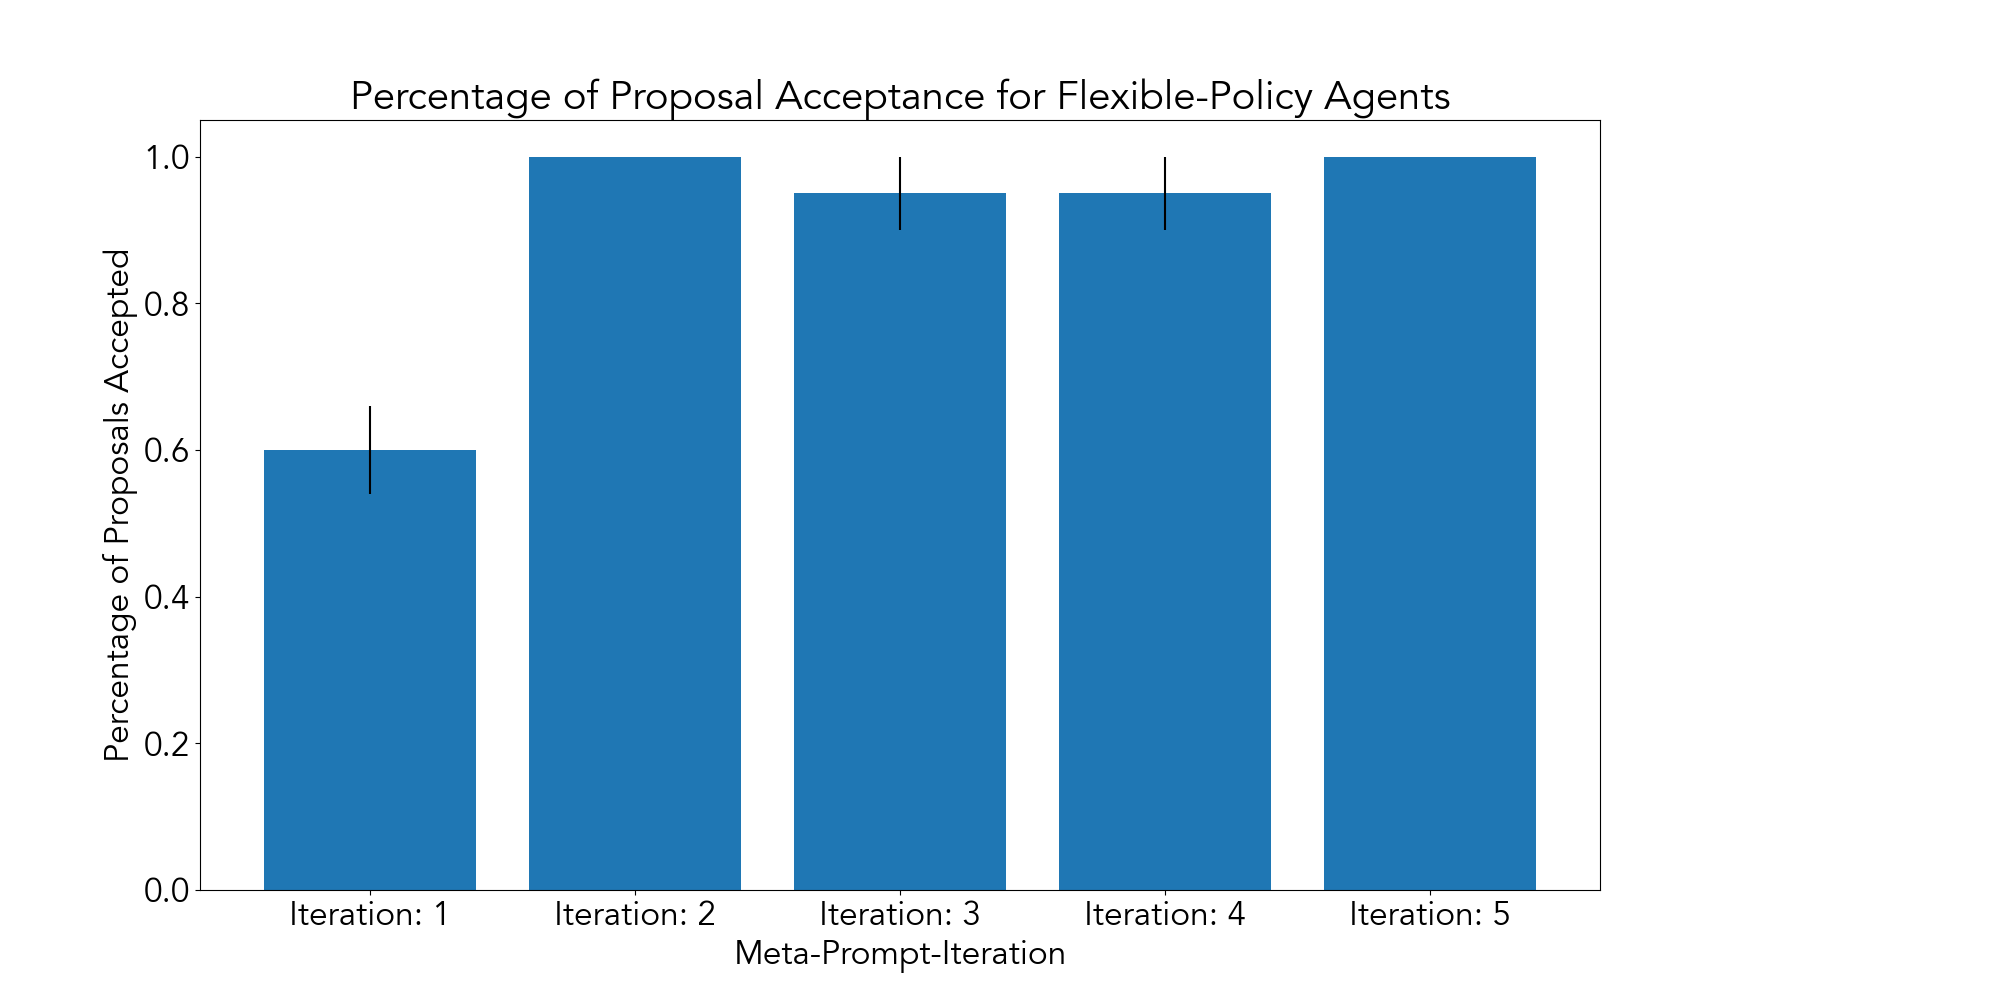 Percentage of Proposal Acceptance for Flexible-Policy Agents
Percentage of Proposals Accepted
1.0
0.8
0.6
0.4
0.2
0.0
Iteration: 1
Iteration: 2
Iteration: 3
Iteration: 4
Iteration: 5
Meta-Prompt-Iteration